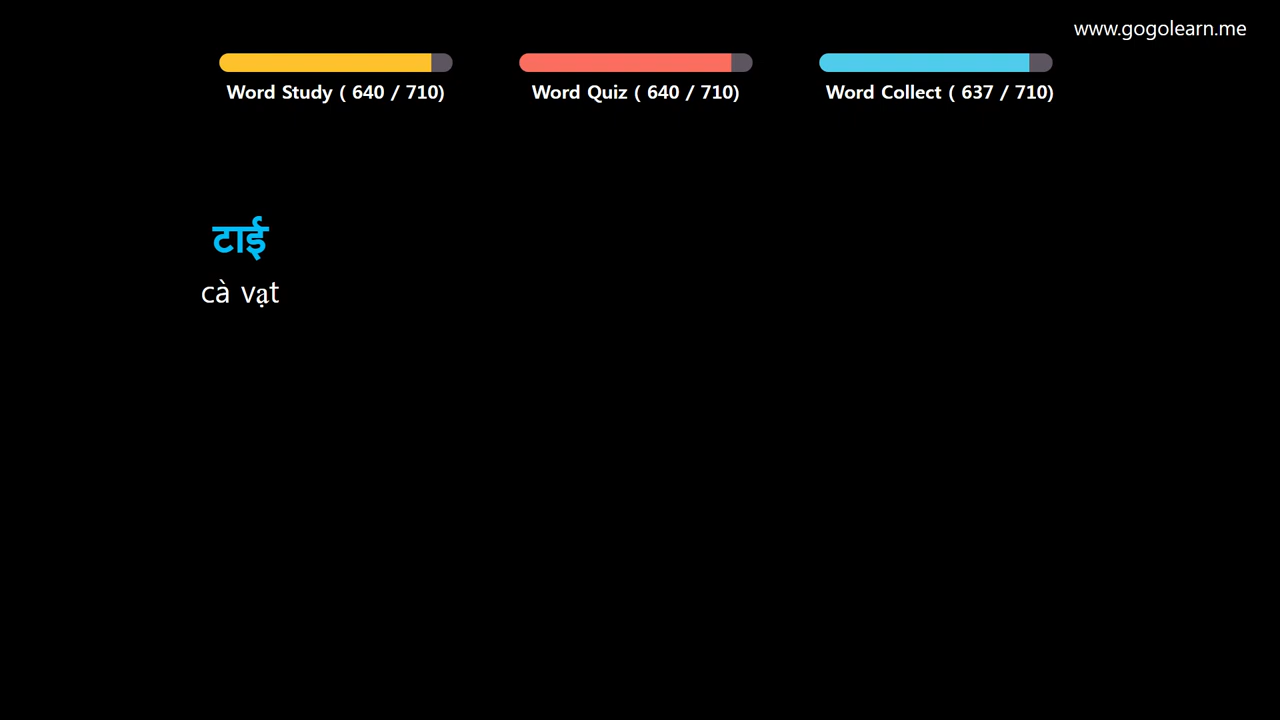 www.gogolearn.me
Word Study ( 640 / 710)
Word Quiz ( 640 / 710)
Word Collect ( 637 / 710)
टाई
cà vạt